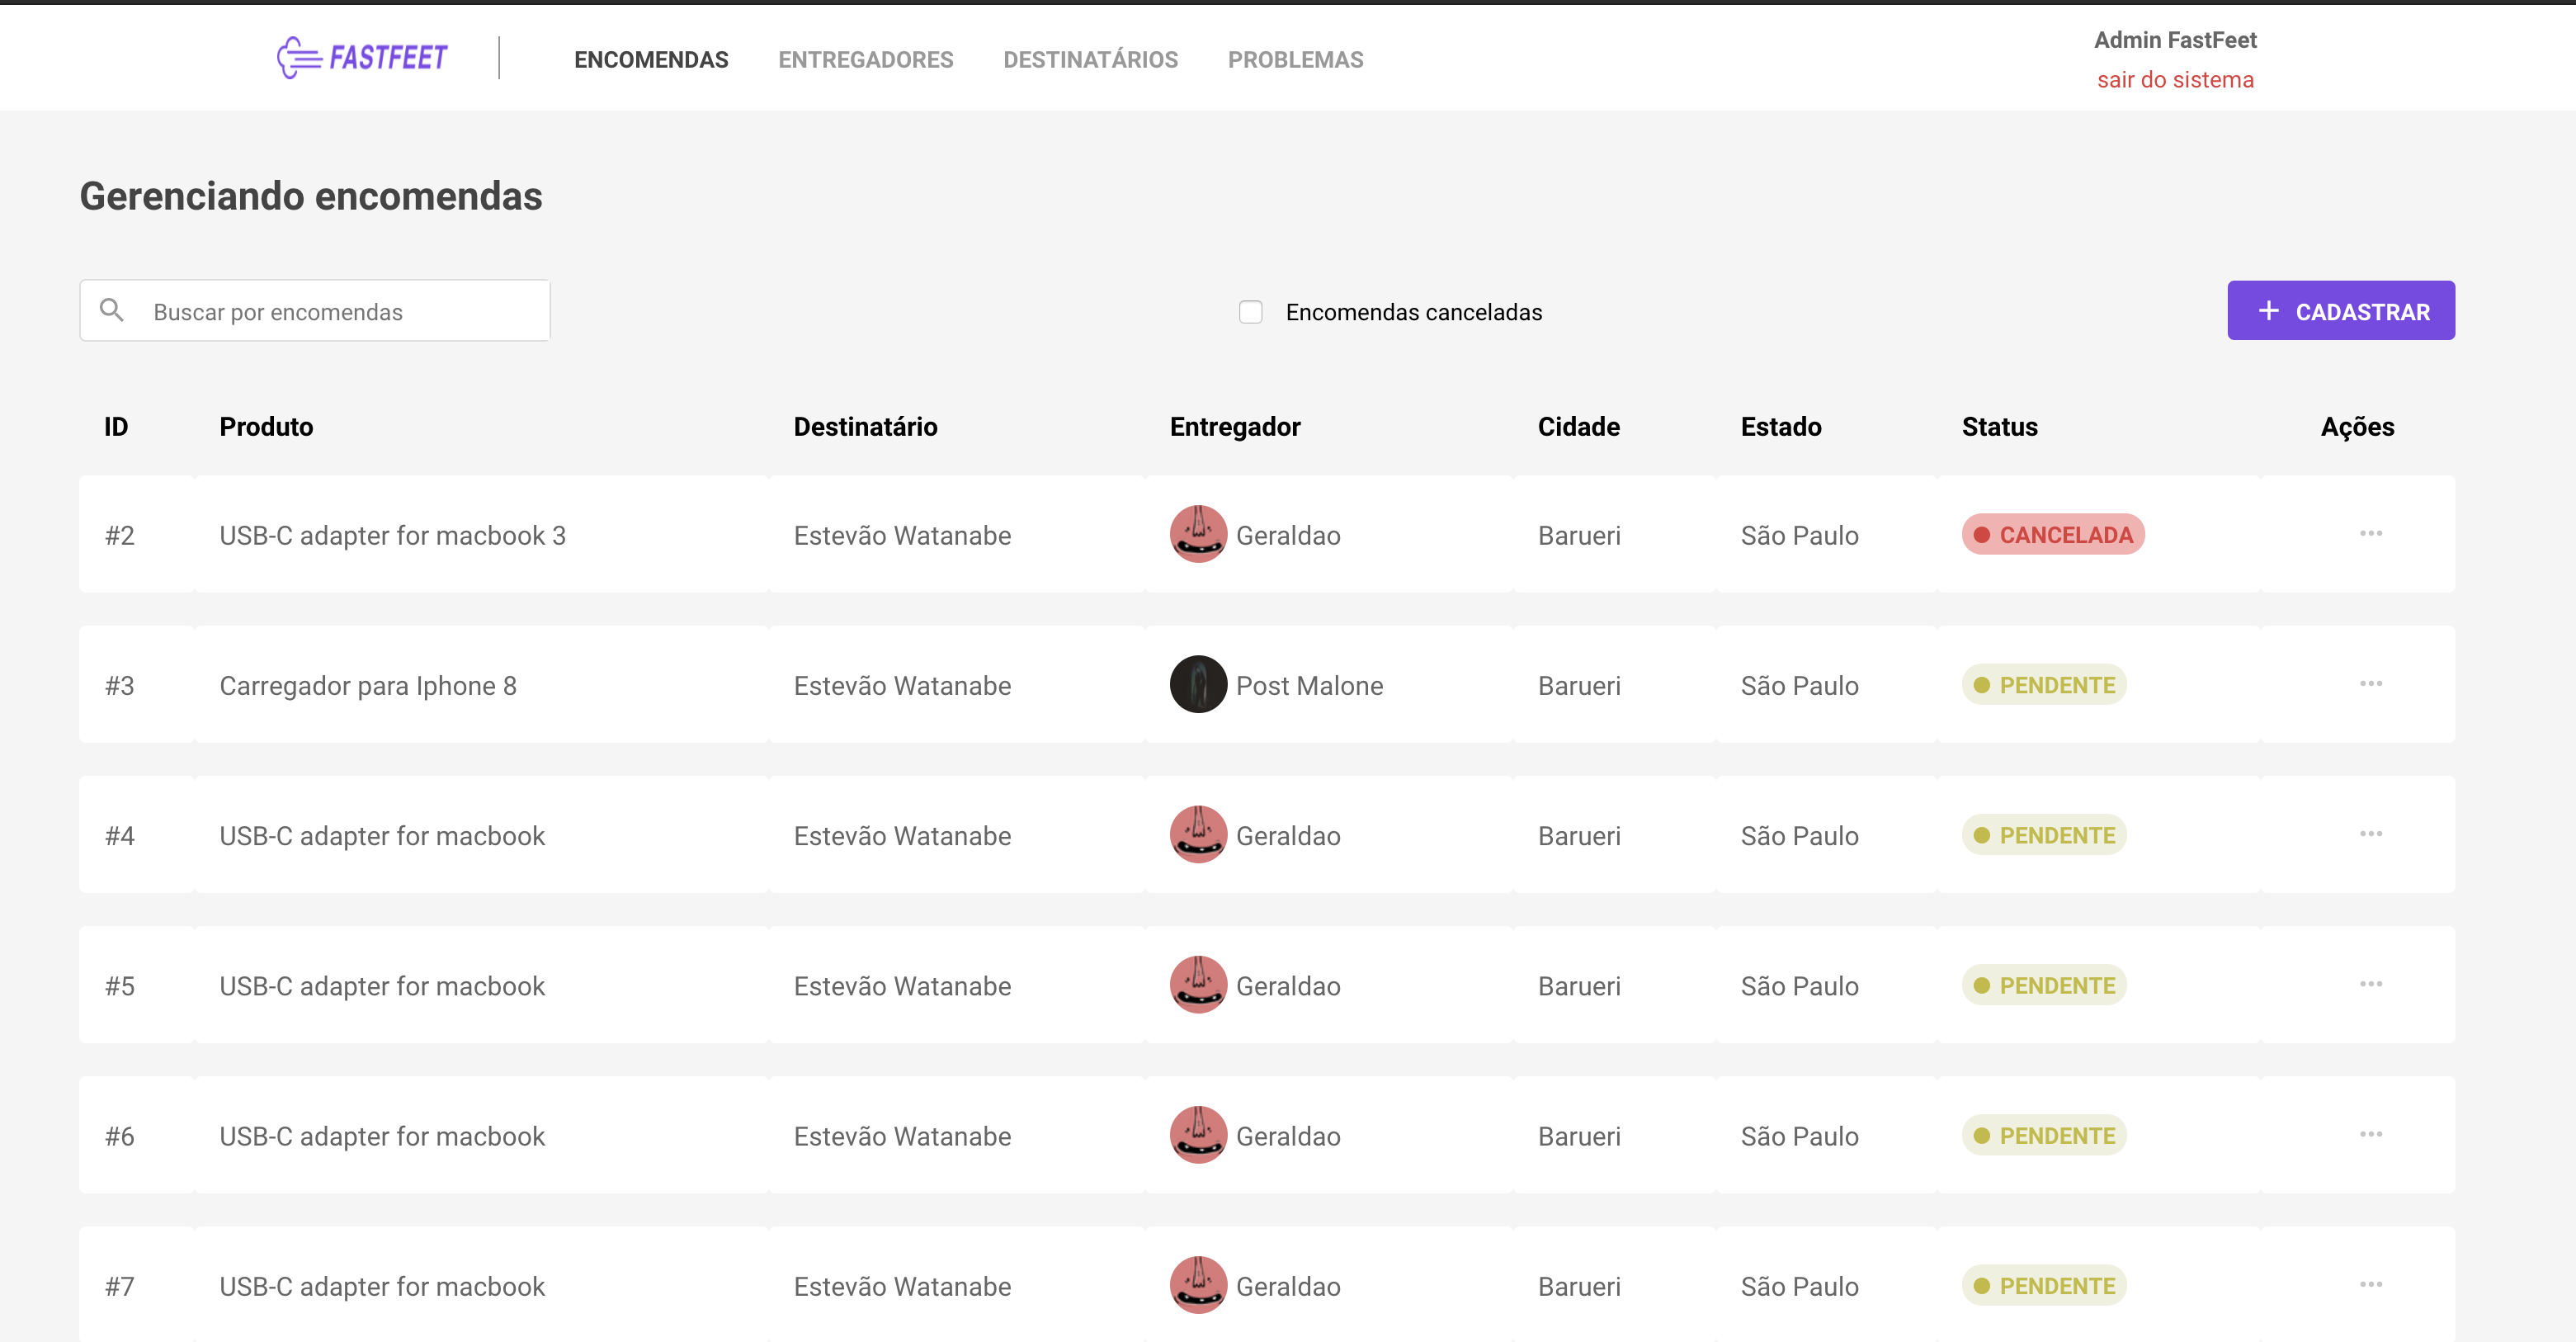 FASTFEET ENCOMENDAS ENTREGADORES DESTINATÁRIOS PROBLEMAS Admin FastFeet
sair do sistema
Gerenciando encomendas
Buscar por encomendas Encomendas canceladas + CADASTRAR
ID Produto Destinatário Entregador Cidade Estado Status Ações
#2 USB-C adapter for macbook 3 Estevão Watanabe Geraldao Barueri São Paulo CANCELADA ...
#3 Carregador para Iphone 8 Estevão Watanabe Post Malone Barueri São Paulo PENDENTE ...
#4 USB-C adapter for macbook Estevão Watanabe Geraldao Barueri São Paulo PENDENTE ...
#5 USB-C adapter for macbook Estevão Watanabe Geraldao Barueri São Paulo PENDENTE ...
#6 USB-C adapter for macbook Estevão Watanabe Geraldao Barueri São Paulo PENDENTE ...
#7 USB-C adapter for macbook Estevão Watanabe Geraldao Barueri São Paulo PENDENTE ...